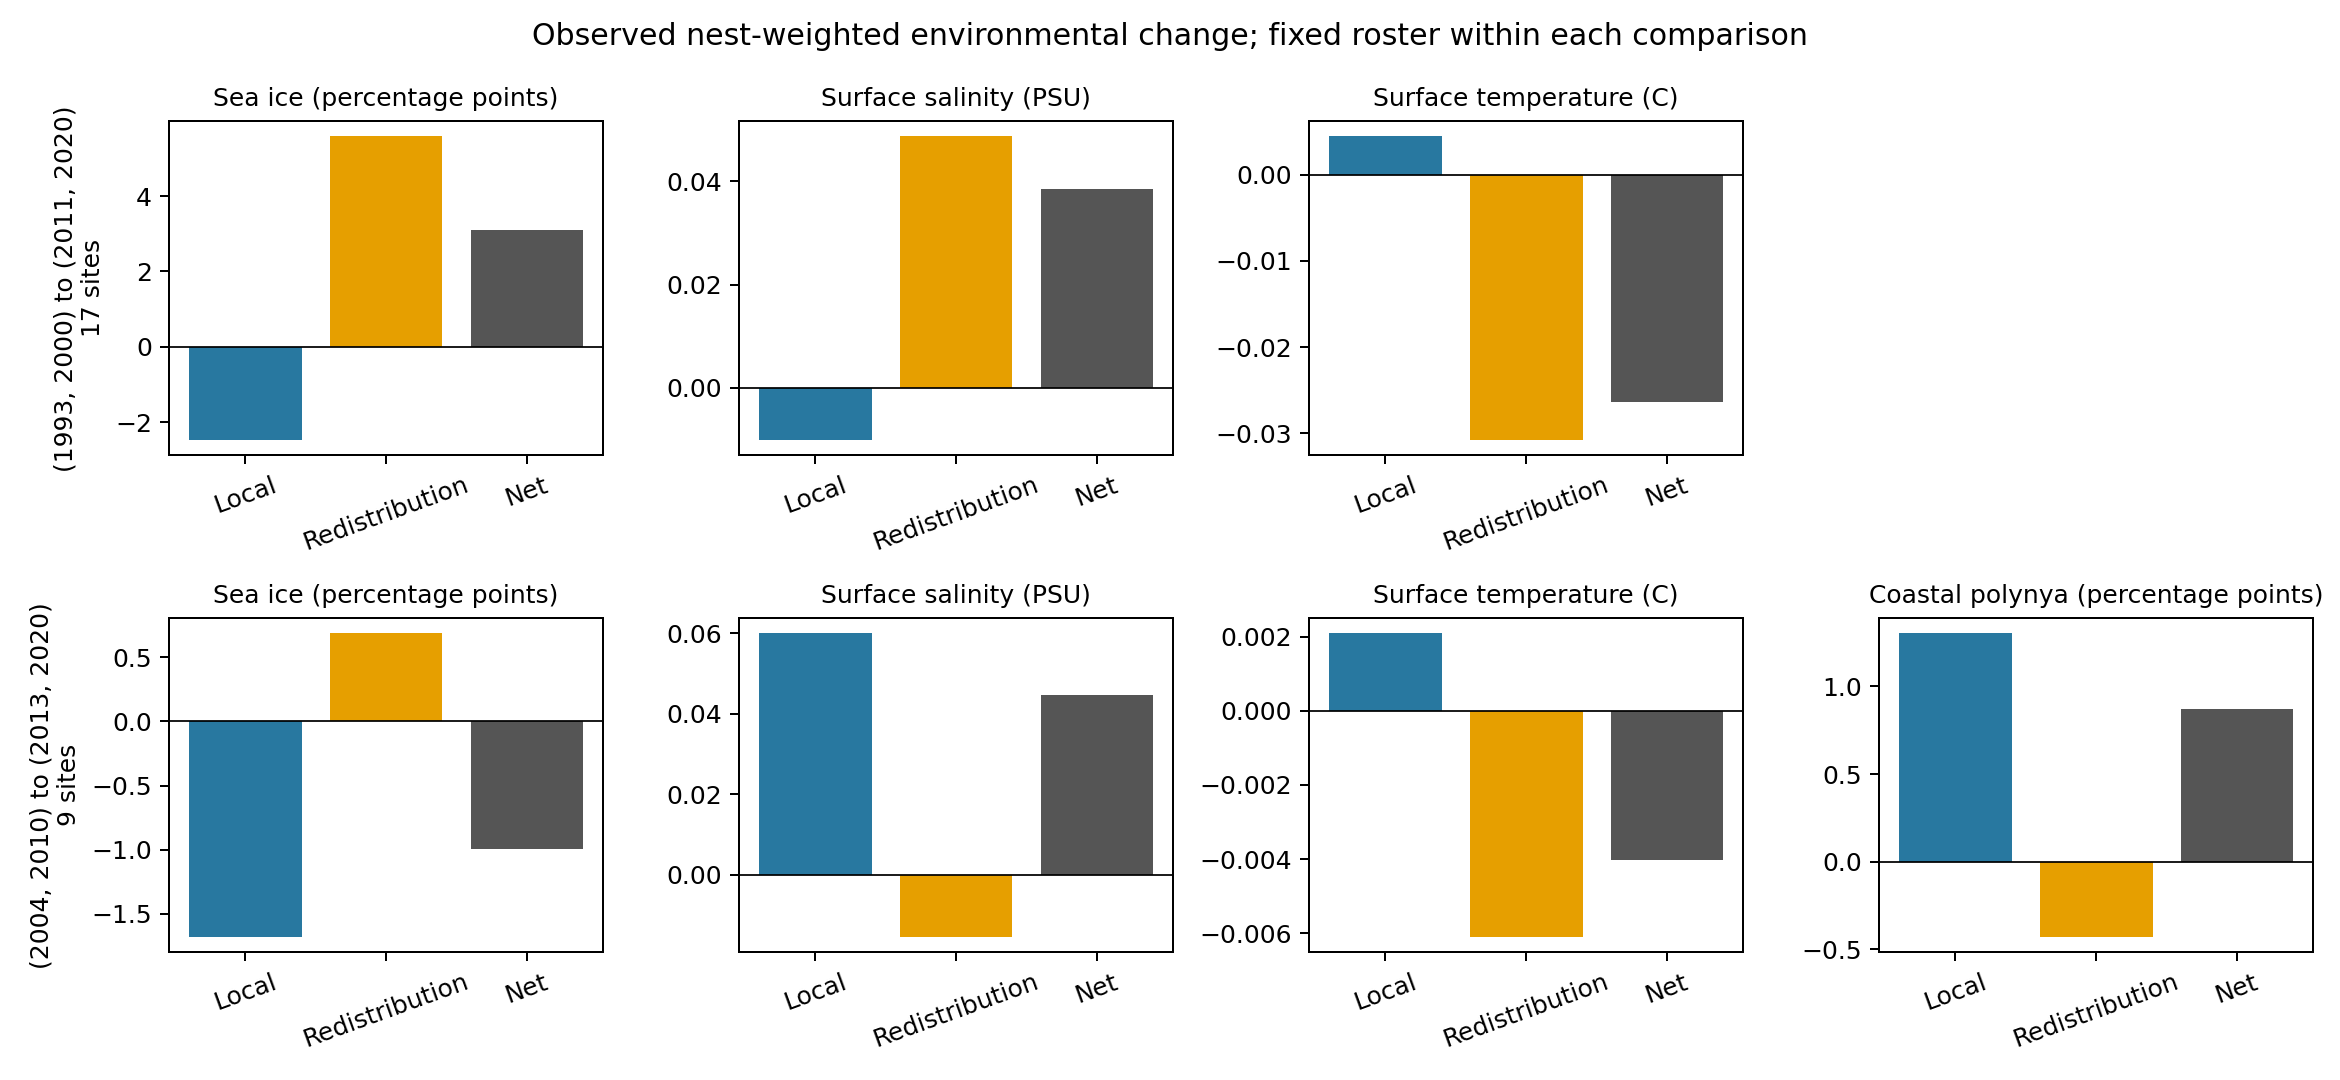 Observed nest-weighted environmental change; fixed roster within each comparison
Sea ice (percentage points)
Surface salinity (PSU)
Surface temperature (C)
(1993, 2000) to (2011, 2020)
17 sites
4
2
0
−2
0.04
0.02
0.00
0.00
−0.01
−0.02
−0.03
Local
Redistribution
Net
Local
Redistribution
Net
Local
Redistribution
Net
Sea ice (percentage points)
Surface salinity (PSU)
Surface temperature (C)
Coastal polynya (percentage points)
(2004, 2010) to (2013, 2020)
9 sites
0.5
0.0
−0.5
−1.0
−1.5
0.06
0.04
0.02
0.00
0.002
0.000
−0.002
−0.004
−0.006
1.0
0.5
0.0
−0.5
Local
Redistribution
Net
Local
Redistribution
Net
Local
Redistribution
Net
Local
Redistribution
Net